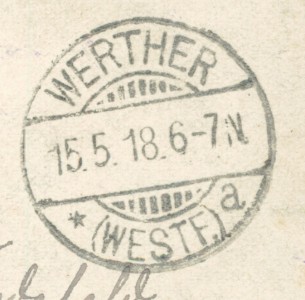 WERTHER
15.5.18.6-7N
* (WESTF.) a